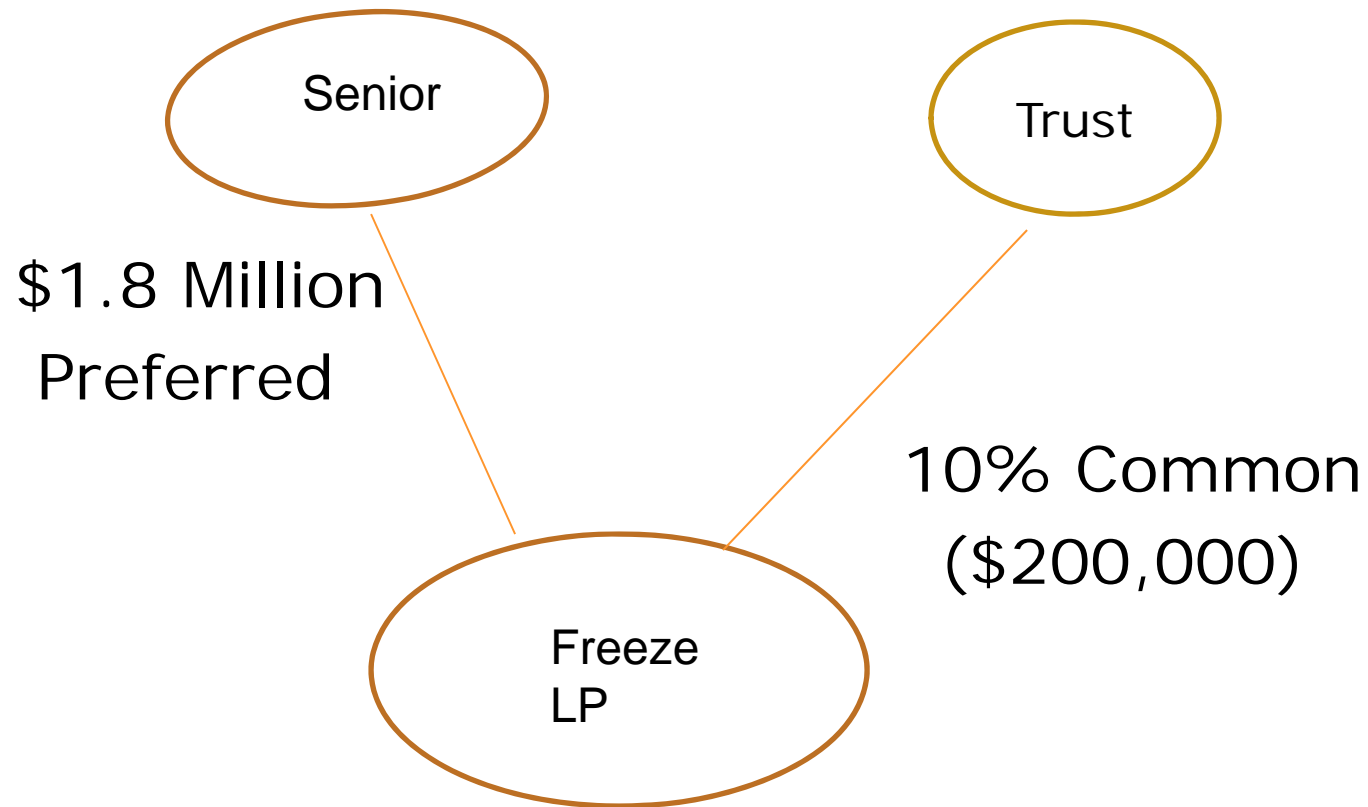 Senior
Trust
$1.8 Million
Preferred
10% Common
($200,000)
Freeze
LP